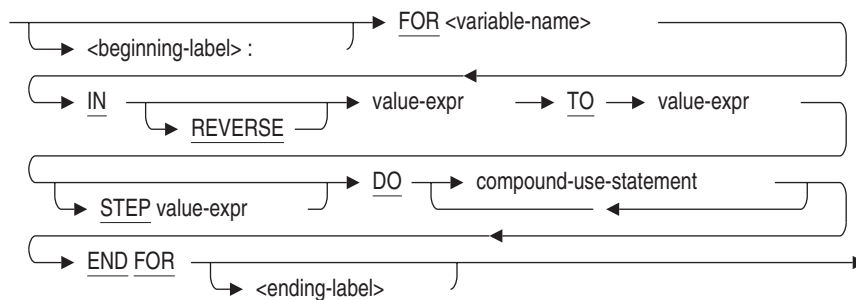 FOR <variable-name>
<beginning-label> :
IN value-expr TO value-expr
REVERSE
DO compound-use-statement
STEP value-expr
END FOR
<ending-label>